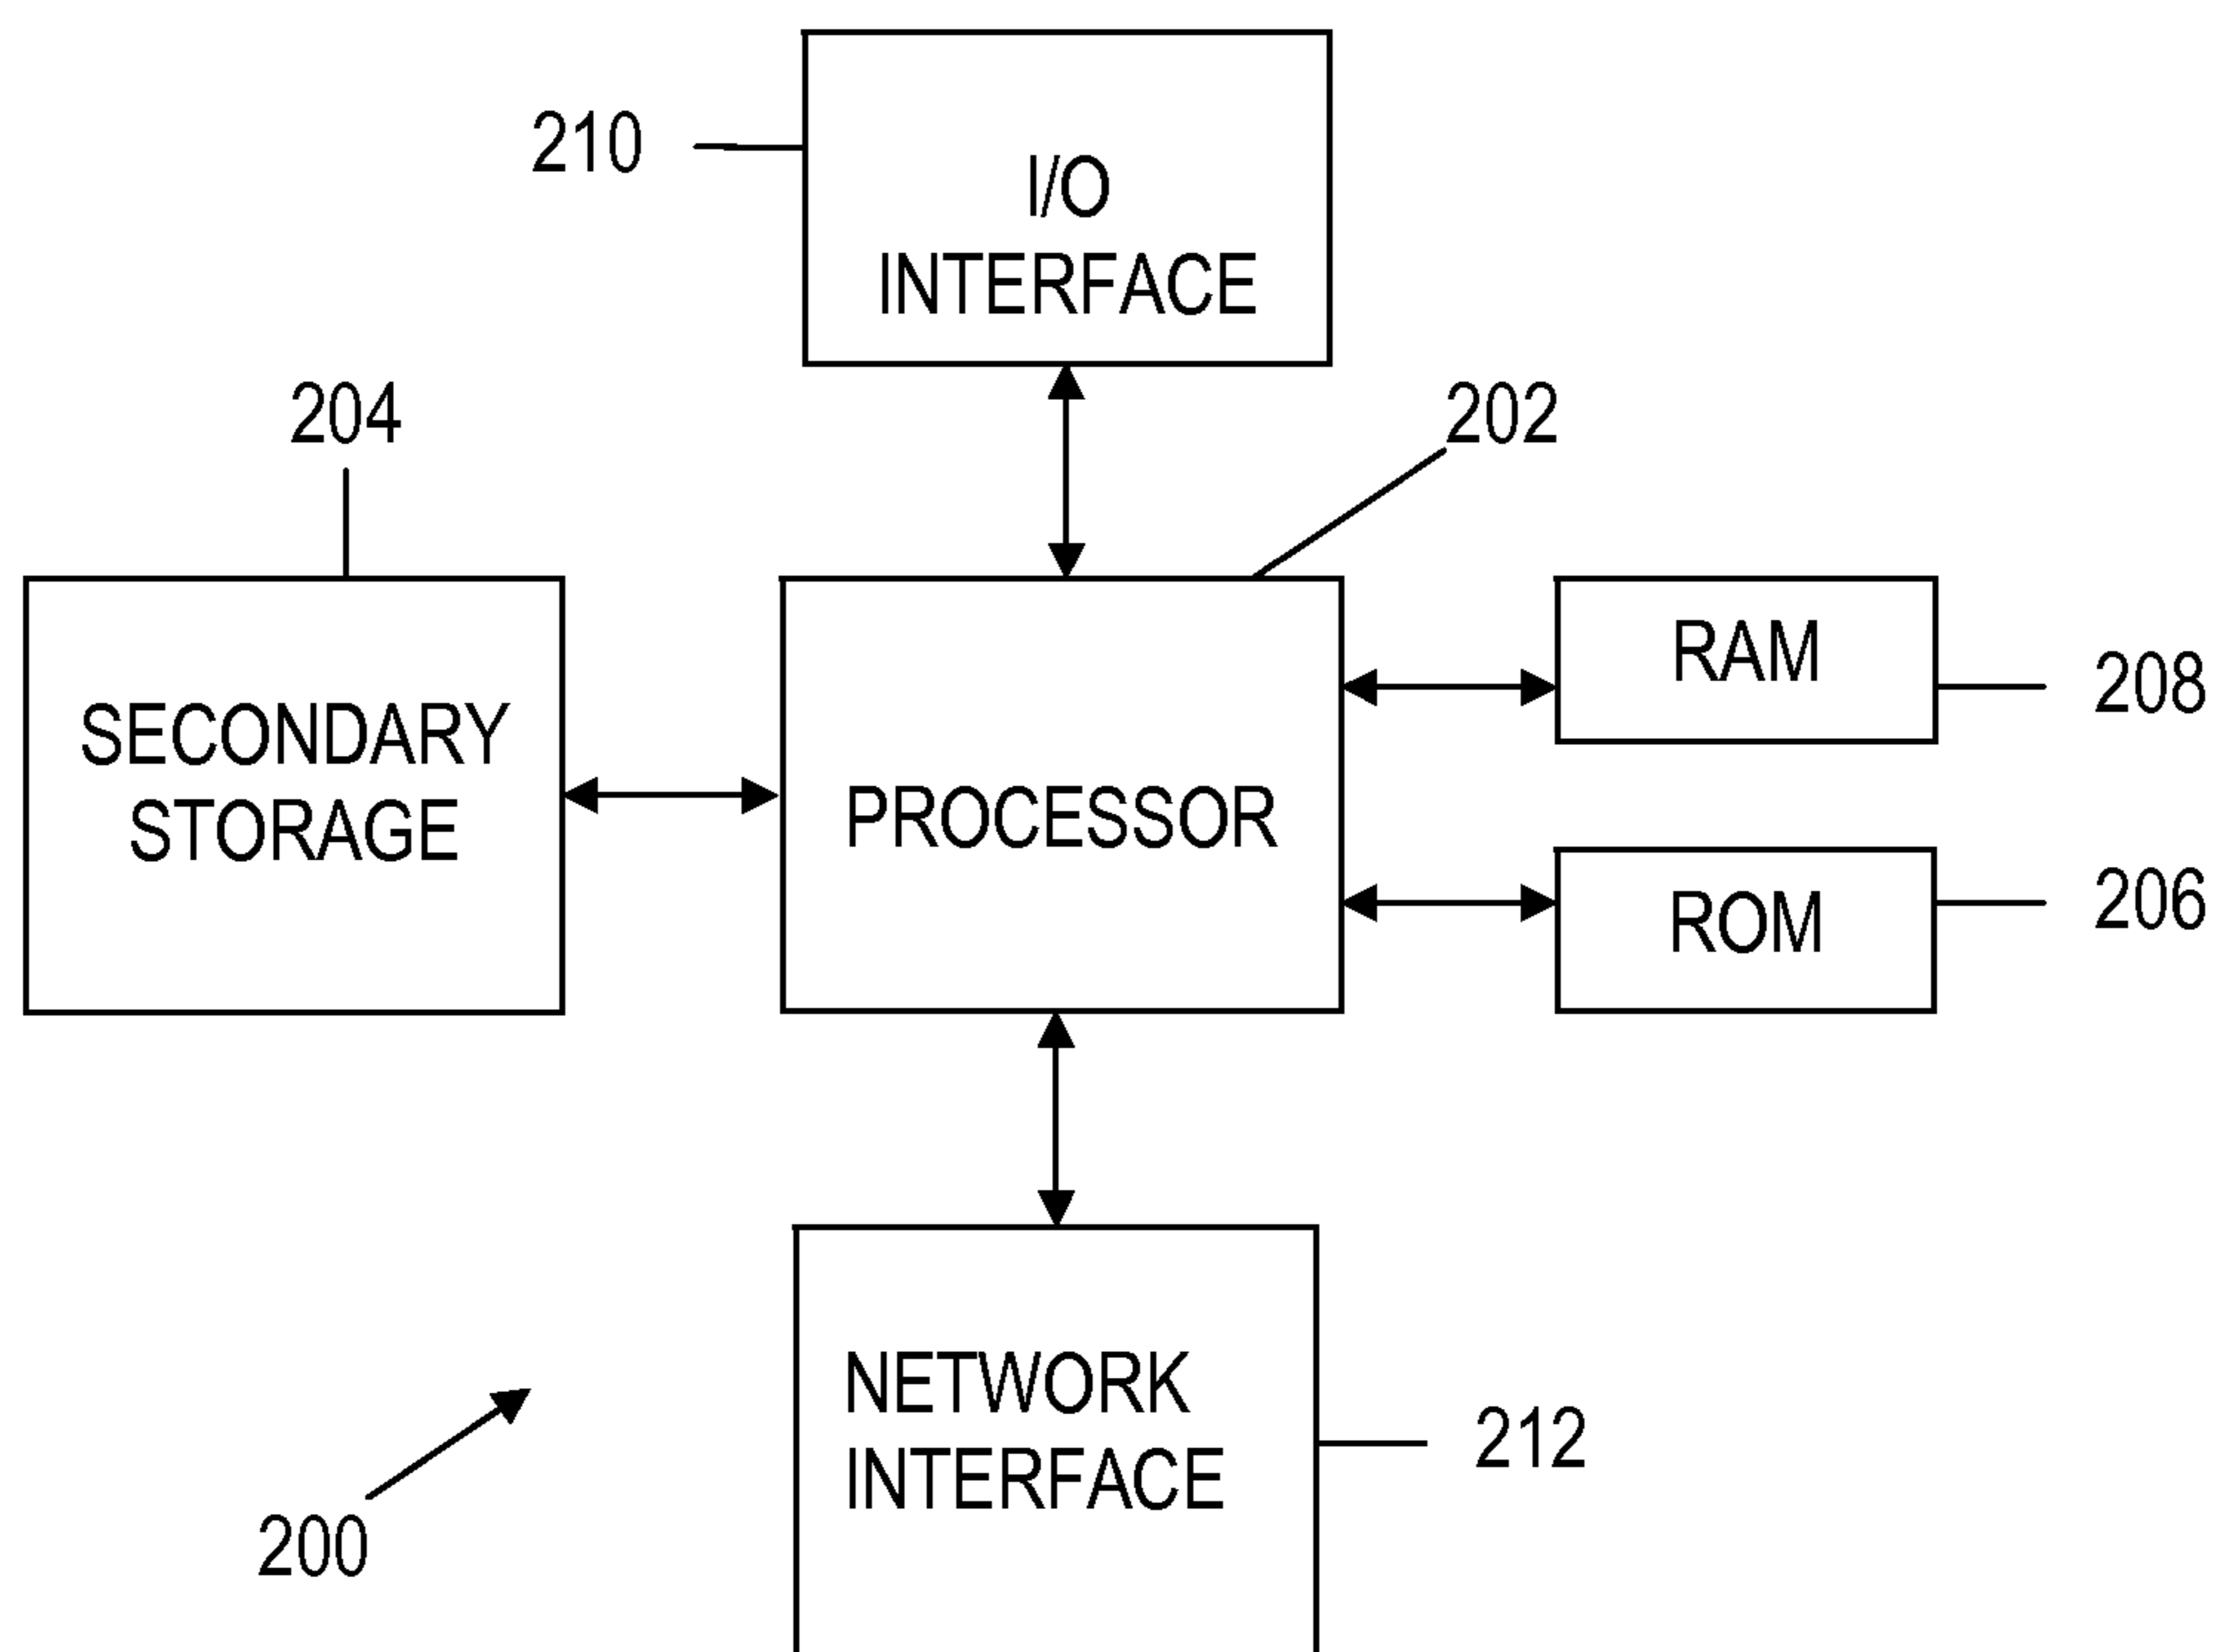 210
I/O
INTERFACE
204
202
SECONDARY
STORAGE
PROCESSOR
RAM
208
ROM
206
NETWORK
INTERFACE
212
200